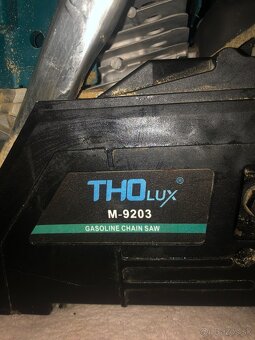 THOLUX ®
M-9203
GASOLINE CHAIN SAW